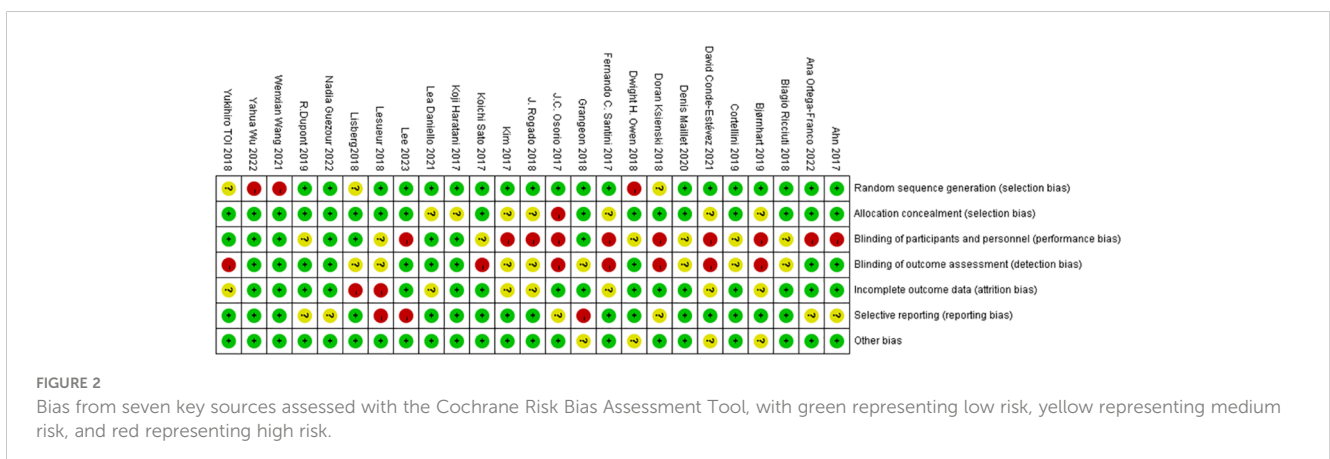 Yukihiro TOI 2018
Yahua Wu 2022
Wenxian Wang 2021
R.Dupont 2019
Nadia Guezour 2022
Lisberg2018
Lesueur 2018
Lee 2023
Lea Daniello 2021
Koji Haratani 2017
Koichi Sato 2017
Kim 2017
J. Rogado 2018
J.C. Osorio 2017
Grangeon 2018
Fernando C. Santini 2017
Dwight H. Owen 2018
Doran Ksienski 2018
Denis Maillet 2020
David Conde-Estévez 2021
Cortellini 2019
Bjørnhart 2019
Biagio Ricciuti 2018
Ana Ortega-Franco 2022
Ahn 2017
? - - + + ? + + + + + + + + + + - ? + + + + + + + Random sequence generation (selection bias)
+ + + + + + + + ? ? + ? ? - + ? + + + ? + ? + + + Allocation concealment (selection bias)
+ + + ? + + ? - + + ? - - - + - ? - ? - ? - ? - - Blinding of participants and personnel (performance bias)
- + + + + ? ? + + + - ? ? - ? - + - ? - ? - ? + + Blinding of outcome assessment (detection bias)
? + + + + - - + ? + + ? ? + + ? + + + ? + ? + + + Incomplete outcome data (attrition bias)
+ + + ? ? + - - + + + + + ? - + + ? + + + + + ? ? Selective reporting (reporting bias)
+ + + + + + + + + + + + + + ? + ? + + ? + ? + + + Other bias
FIGURE 2
Bias from seven key sources assessed with the Cochrane Risk Bias Assessment Tool, with green representing low risk, yellow representing medium
risk, and red representing high risk.